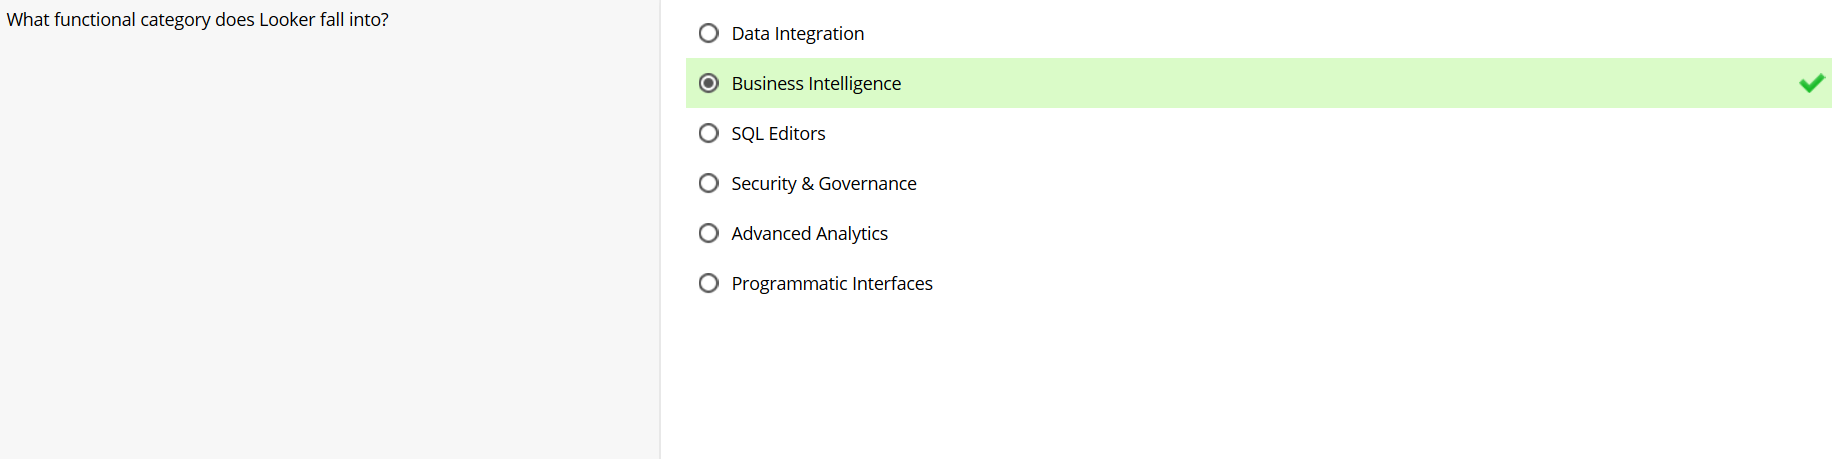 What functional category does Looker fall into?
Data Integration
Business Intelligence
SQL Editors
Security & Governance
Advanced Analytics
Programmatic Interfaces